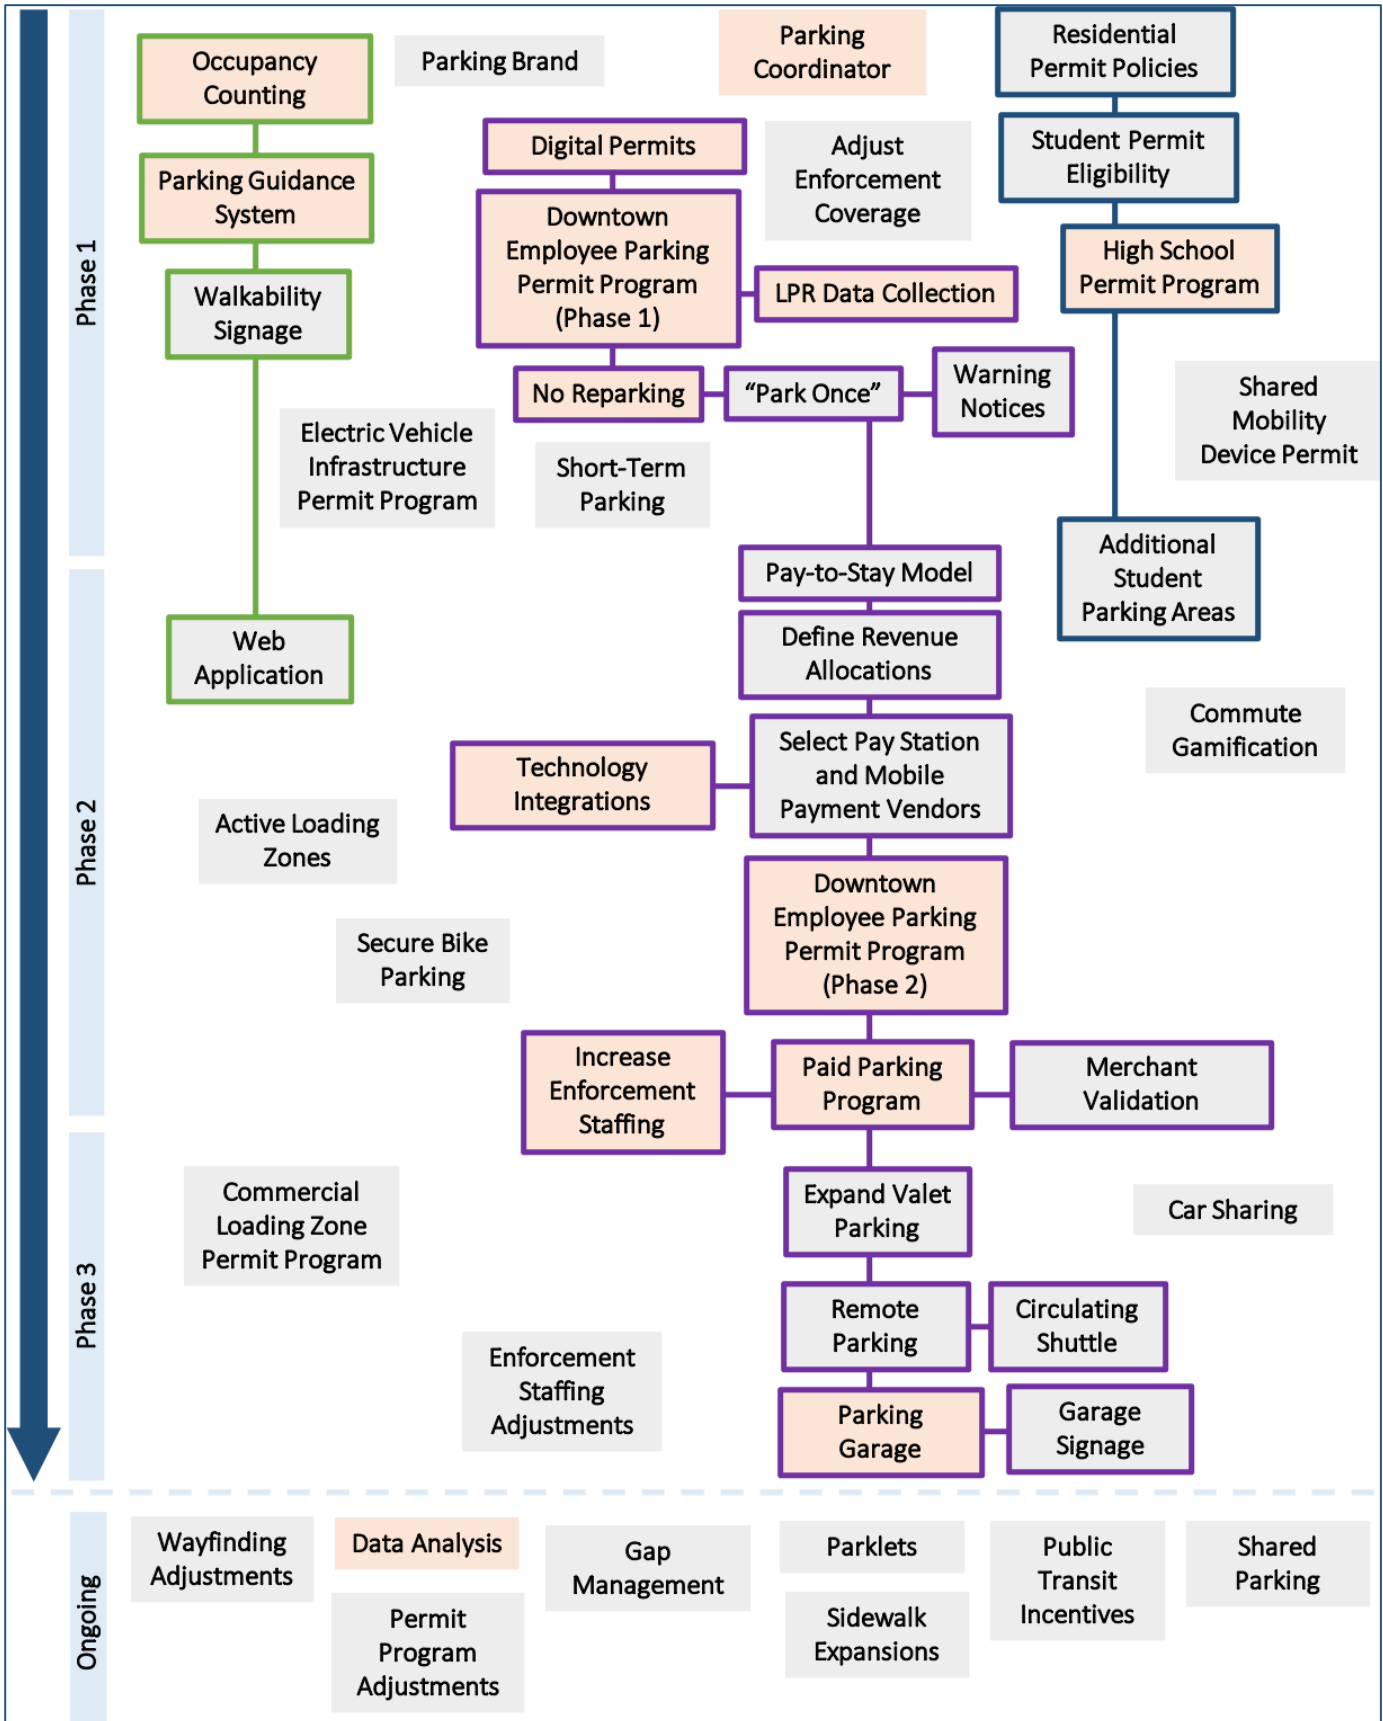 Phase 1
Occupancy
Counting
Parking Brand
Parking
Coordinator
Residential
Permit Policies
Digital Permits
Adjust
Enforcement
Coverage
Student Permit
Eligibility
Parking Guidance
System
Downtown
Employee Parking
Permit Program
(Phase 1)
LPR Data Collection
High School
Permit Program
Walkability
Signage
No Reparking
“Park Once”
Warning
Notices
Shared
Mobility
Device Permit
Electric Vehicle
Infrastructure
Permit Program
Short-Term
Parking
Phase 2
Pay-to-Stay Model
Additional
Student
Parking Areas
Web
Application
Define Revenue
Allocations
Commute
Gamification
Technology
Integrations
Select Pay Station
and Mobile
Payment Vendors
Active Loading
Zones
Downtown
Employee Parking
Permit Program
(Phase 2)
Secure Bike
Parking
Increase
Enforcement
Staffing
Paid Parking
Program
Merchant
Validation
Phase 3
Commercial
Loading Zone
Permit Program
Expand Valet
Parking
Car Sharing
Remote
Parking
Circulating
Shuttle
Enforcement
Staffing
Adjustments
Parking
Garage
Garage
Signage
Ongoing
Wayfinding
Adjustments
Data Analysis
Gap
Management
Parklets
Public
Transit
Incentives
Shared
Parking
Permit
Program
Adjustments
Sidewalk
Expansions